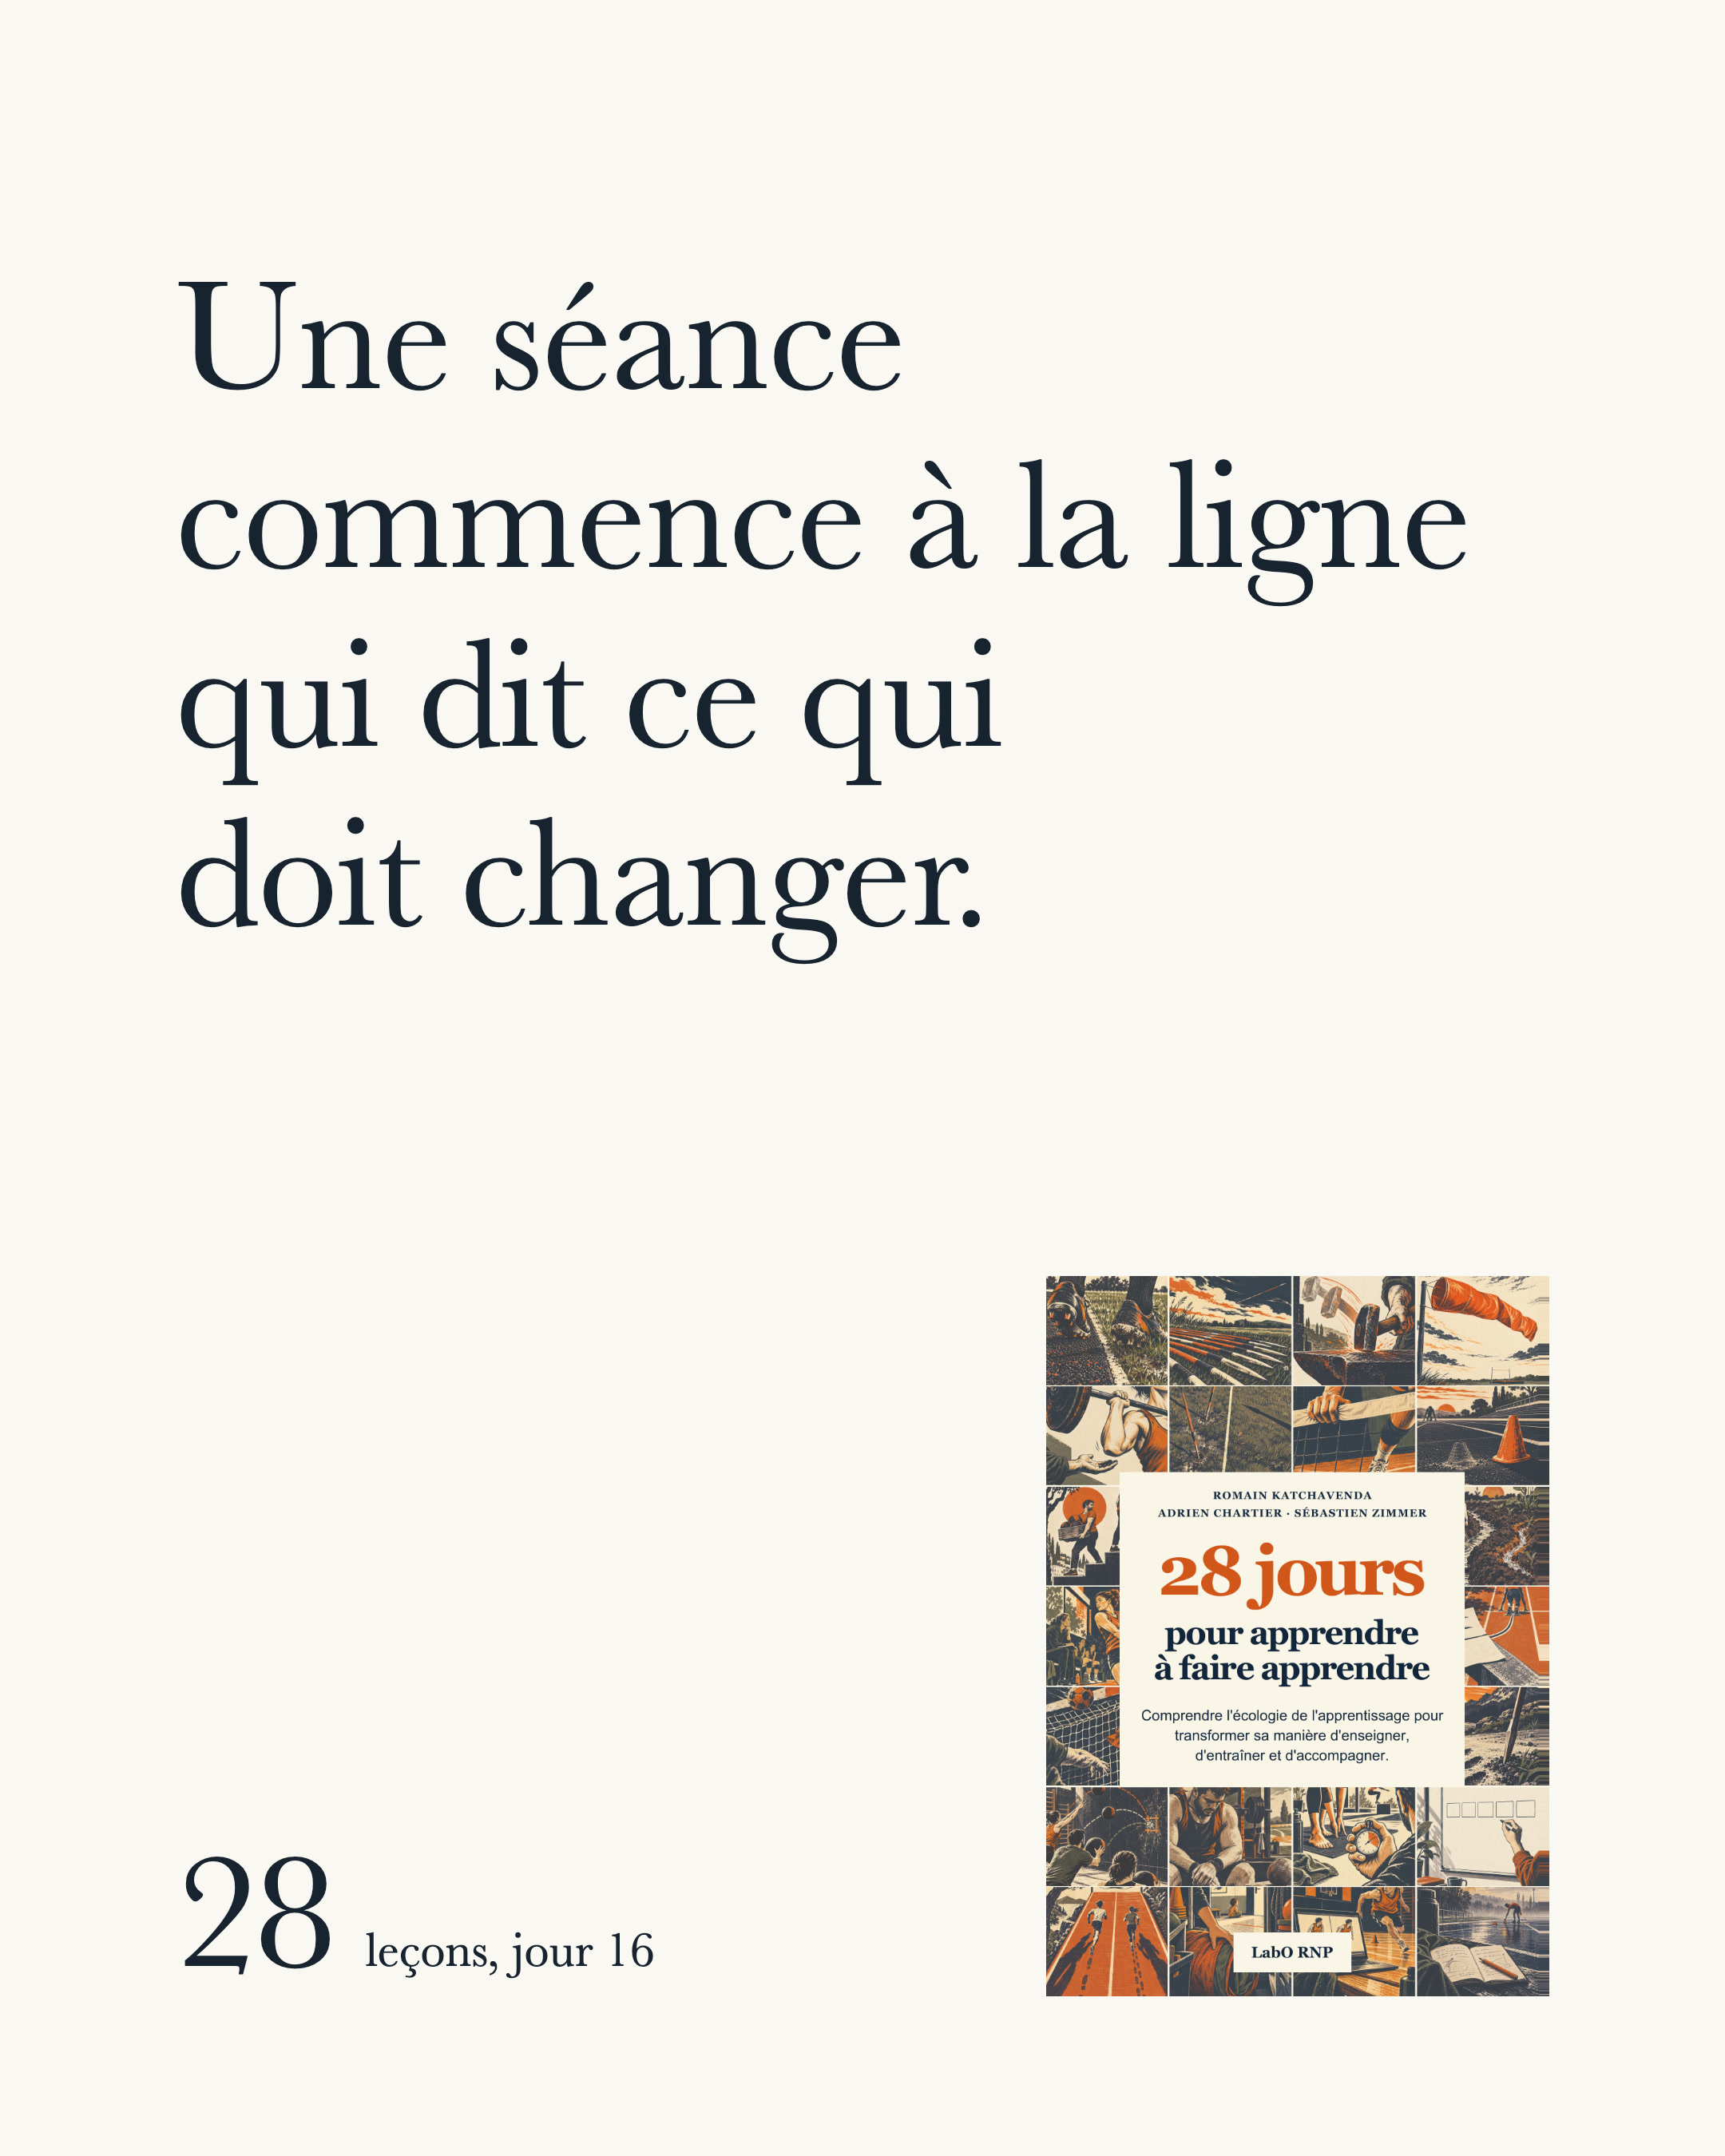 Une séance
commence à la ligne
qui dit ce qui
doit changer.
ROMAIN KATCHAVENDA
ADRIEN CHARTIER · SÉBASTIEN ZIMMER
28 jours
pour apprendre
à faire apprendre
Comprendre l'écologie de l'apprentissage pour
transformer sa manière d'enseigner,
d'entraîner et d'accompagner.
LabO RNP
28 leçons, jour 16